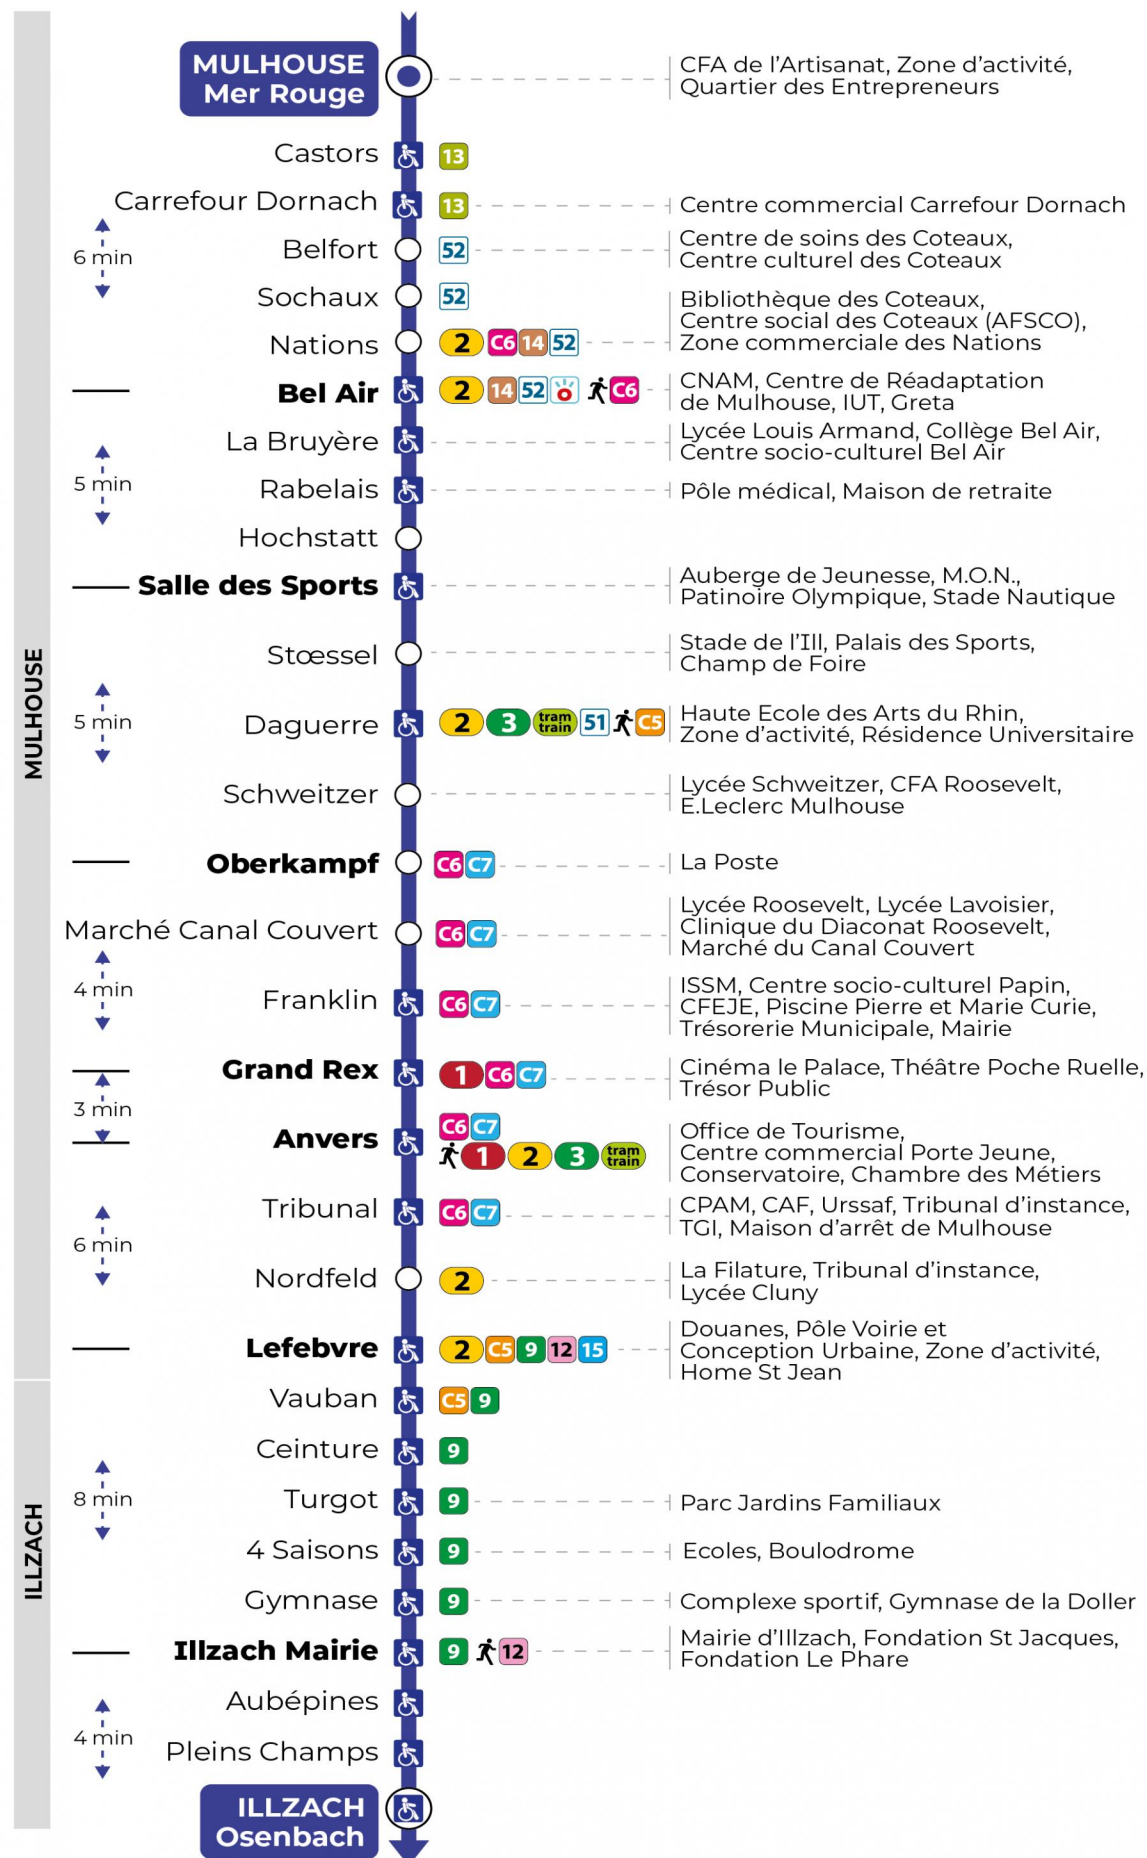 MULHOUSE
Mer Rouge
CFA de l'Artisanat, Zone d'activité,
Quartier des Entrepreneurs
Castors
13
Carrefour Dornach
13
Centre commercial Carrefour Dornach
6 min
Belfort
52
Centre de soins des Coteaux,
Centre culturel des Coteaux
Sochaux
52
Nations
2 C6 14 52
Bibliothèque des Coteaux,
Centre social des Coteaux (AFSCO),
Zone commerciale des Nations
Bel Air
2 14 52 C6
CNAM, Centre de Réadaptation
de Mulhouse, IUT, Greta
La Bruyère
Lycée Louis Armand, Collège Bel Air,
Centre socio-culturel Bel Air
5 min
Rabelais
Pôle médical, Maison de retraite
Hochstatt
Salle des Sports
Auberge de Jeunesse, M.O.N.,
Patinoire Olympique, Stade Nautique
MULHOUSE
Stœssel
Stade de l'Ill, Palais des Sports,
Champ de Foire
5 min
Daguerre
2 3 tram train 51 C5
Haute Ecole des Arts du Rhin,
Zone d'activité, Résidence Universitaire
Schweitzer
Lycée Schweitzer, CFA Roosevelt,
E.Leclerc Mulhouse
Oberkampf
C6 C7
La Poste
Marché Canal Couvert
C6 C7
Lycée Roosevelt, Lycée Lavoisier,
Clinique du Diaconat Roosevelt,
Marché du Canal Couvert
4 min
Franklin
C6 C7
ISSM, Centre socio-culturel Papin,
CFEJE, Piscine Pierre et Marie Curie,
Trésorerie Municipale, Mairie
Grand Rex
1 C6 C7
Cinéma le Palace, Théâtre Poche Ruelle,
Trésor Public
3 min
Anvers
C6 C7
1 2 3 tram train
Office de Tourisme,
Centre commercial Porte Jeune,
Conservatoire, Chambre des Métiers
Tribunal
C6 C7
CPAM, CAF, Urssaf, Tribunal d'instance,
TGI, Maison d'arrêt de Mulhouse
6 min
Nordfeld
2
La Filature, Tribunal d'instance,
Lycée Cluny
Lefebvre
2 C5 9 12 15
Douanes, Pôle Voirie et
Conception Urbaine, Zone d'activité,
Home St Jean
Vauban
C5 9
Ceinture
9
8 min
Turgot
9
Parc Jardins Familiaux
ILLZACH
4 Saisons
9
Ecoles, Boulodrome
Gymnase
9
Complexe sportif, Gymnase de la Doller
Illzach Mairie
9 12
Mairie d'Illzach, Fondation St Jacques,
Fondation Le Phare
Aubépines
4 min
Pleins Champs
ILLZACH
Osenbach